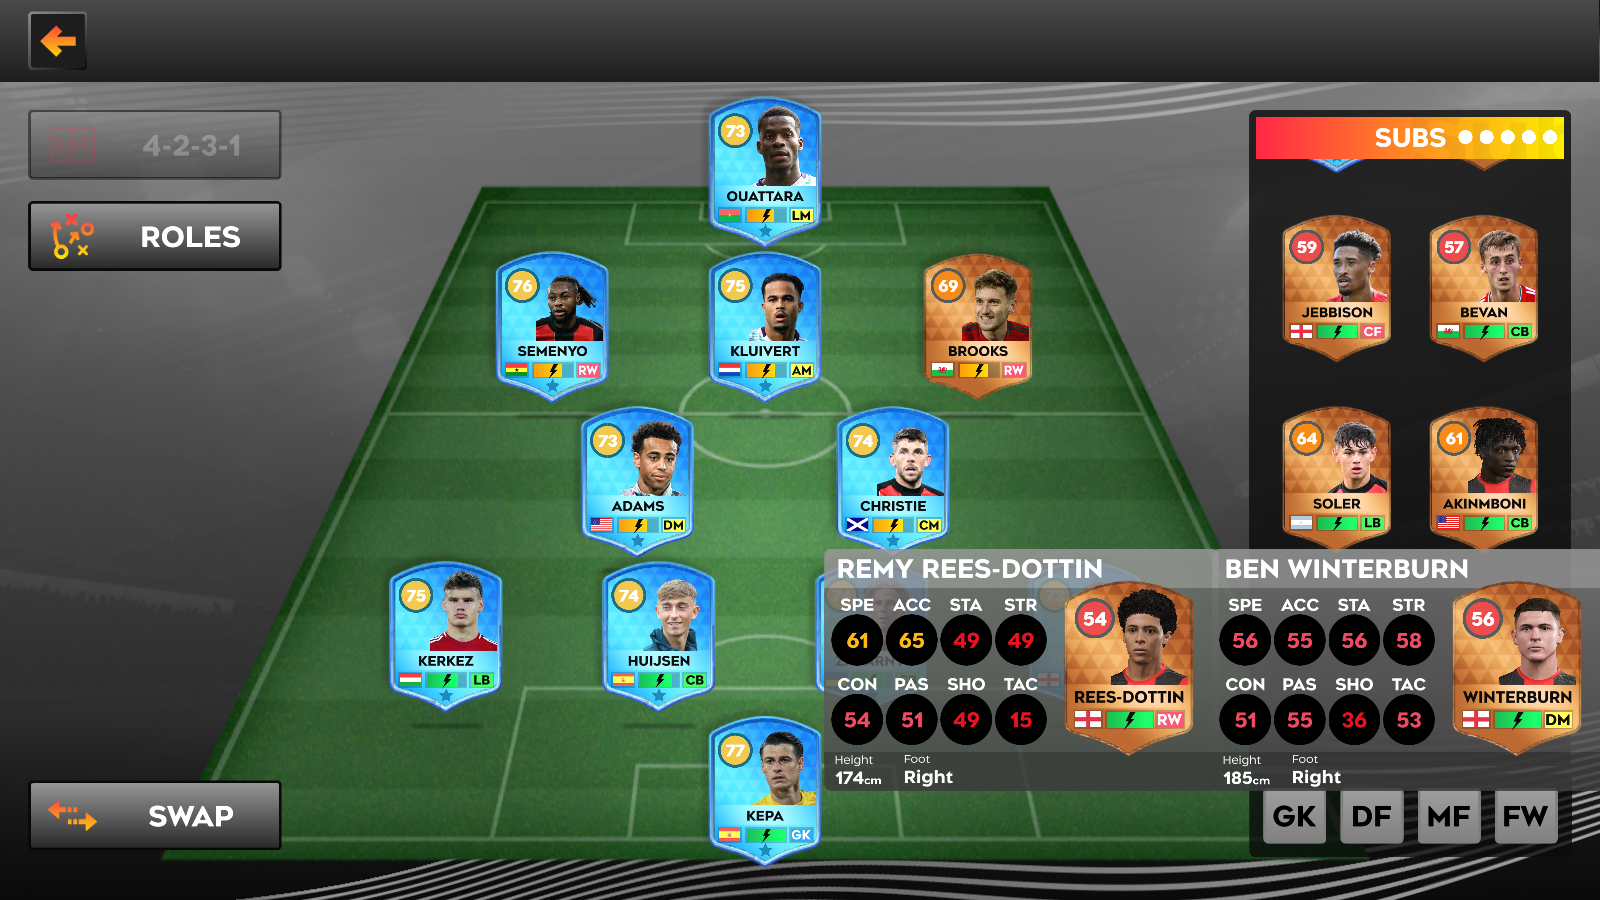 4-2-3-1
ROLES
SWAP
73
OUATTARA
LM
76
SEMENYO
RW
75
KLUIVERT
AM
69
BROOKS
RW
73
ADAMS
DM
74
CHRISTIE
CM
75
KERKEZ
LB
74
HUIJSEN
CB
77
KEPA
GK
SUBS
59
JEBBISON
CF
57
BEVAN
CB
64
SOLER
LB
61
AKINMBONI
CB
REMY REES-DOTTIN
SPE ACC STA STR
61 65 49 49
CON PAS SHO TAC
54 51 49 15
Height Foot
174cm Right
54
REES-DOTTIN
RW
BEN WINTERBURN
SPE ACC STA STR
56 55 56 58
CON PAS SHO TAC
51 55 36 53
Height Foot
185cm Right
56
WINTERBURN
DM
GK DF MF FW